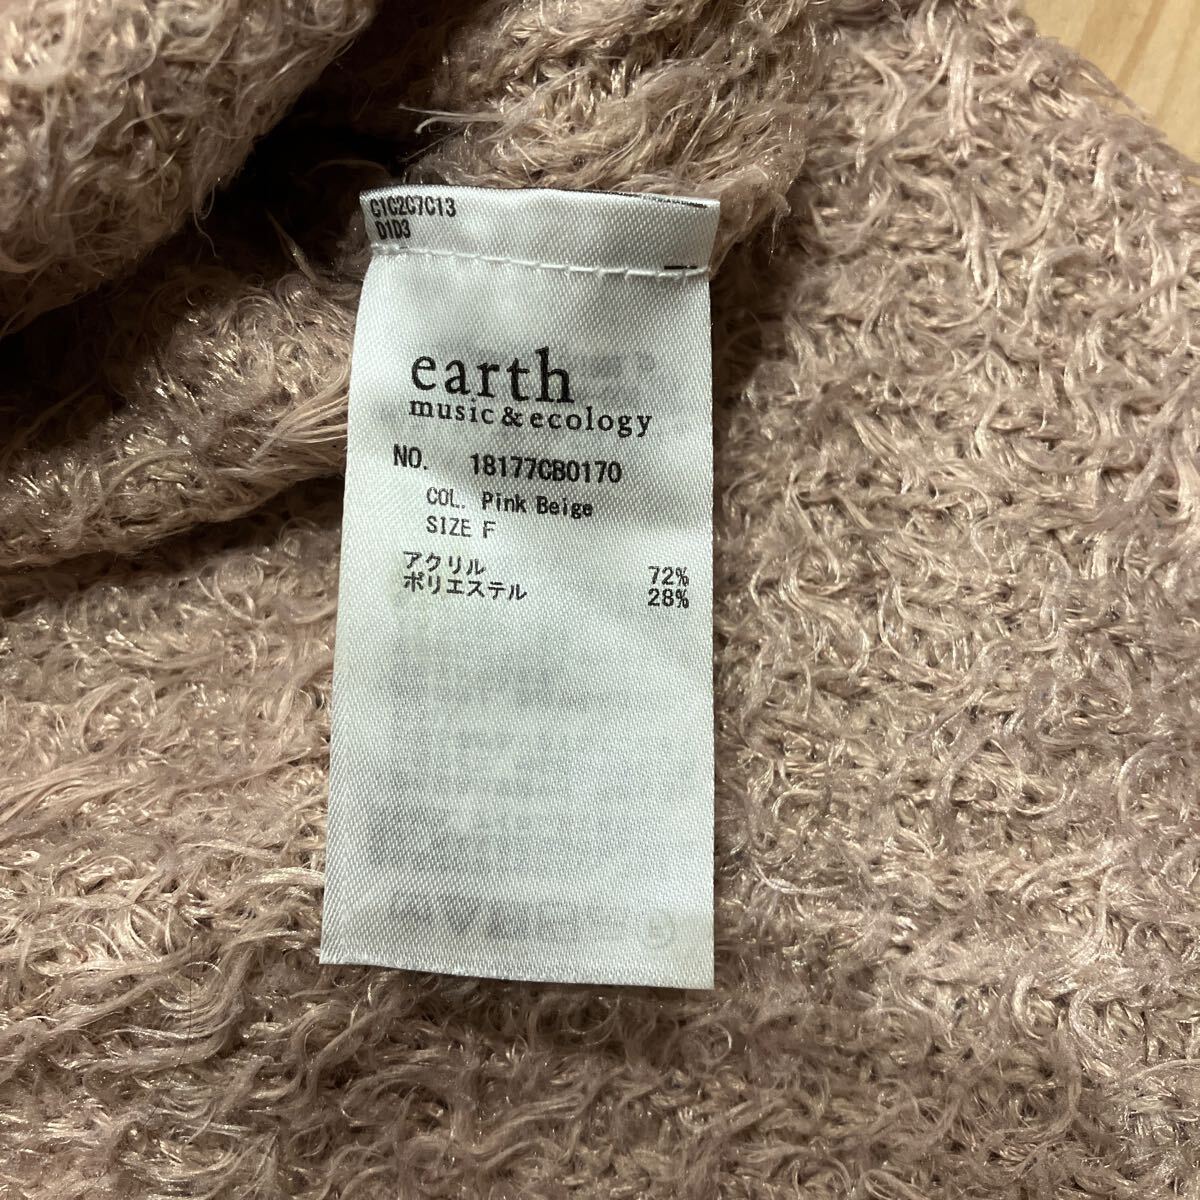 C1C2C7C13
D1D3
earth
music & ecology
NO. 18177CB0170
COL. Pink Beige
SIZE F
アクリル 72%
ポリエステル 28%